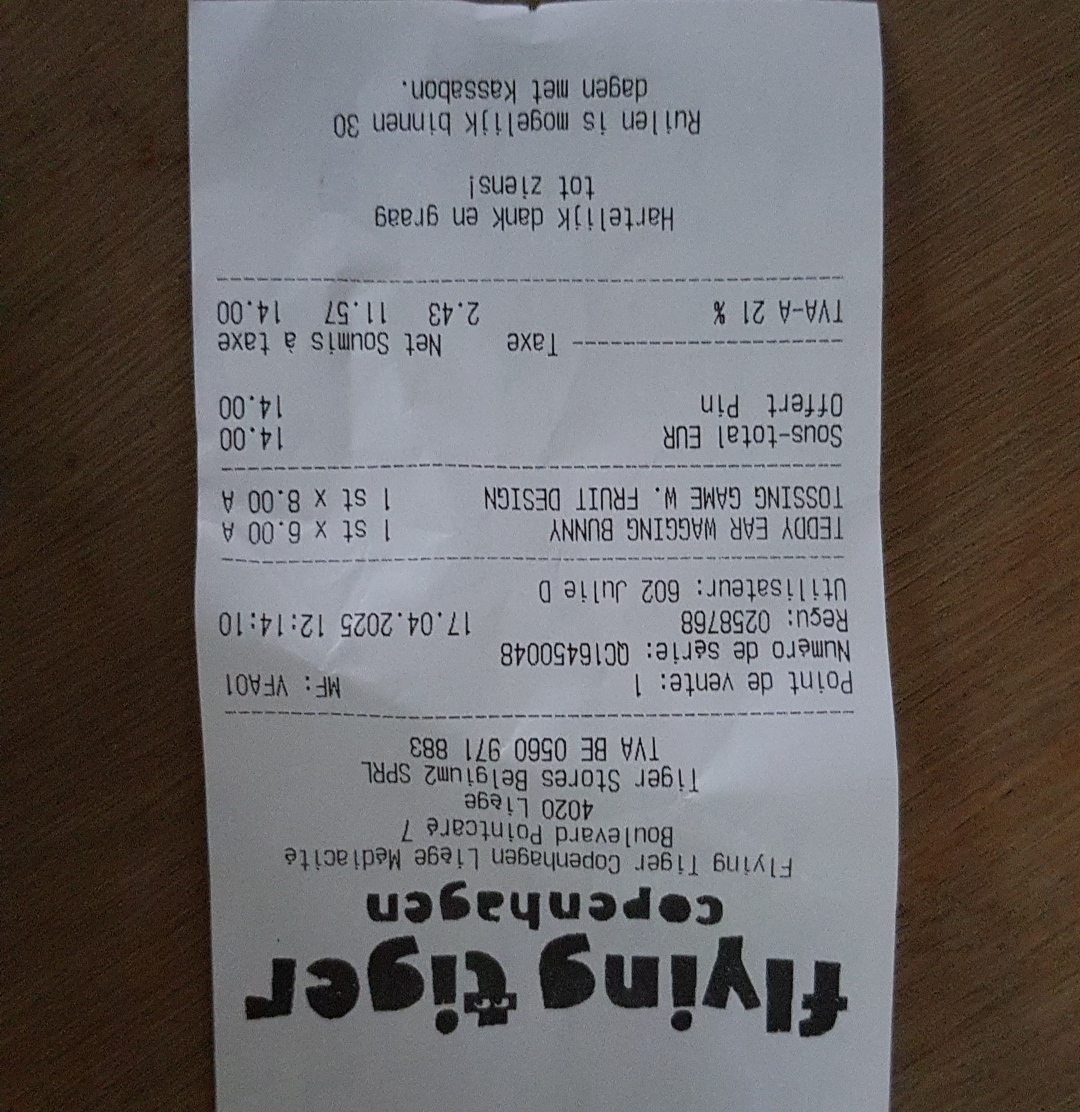 flying tiger
copenhagen
Flying Tiger Copenhagen Liège Médiacité
Boulevard Pointcaré 7
4020 Liège
Tiger Stores Belgium2 SPRL
TVA BE 0560 971 883
Point de vente: 1 MF: VFA01
Numéro de série: QC16450048
Reçu: 0258768 17.04.2025 12:14:10
Utilisateur: 602 Julie D
TEDDY EAR WAGGING BUNNY 1 st x 6.00 A
TOSSING GAME W. FRUIT DESIGN 1 st x 8.00 A
Sous-total EUR 14.00
Offert Pin 14.00
Taxe Net Soumis à taxe
TVA-A 21 % 2.43 11.57 14.00
Hartelijk dank en graag
tot ziens!
Ruilen is mogelijk binnen 30
dagen met kassabon.